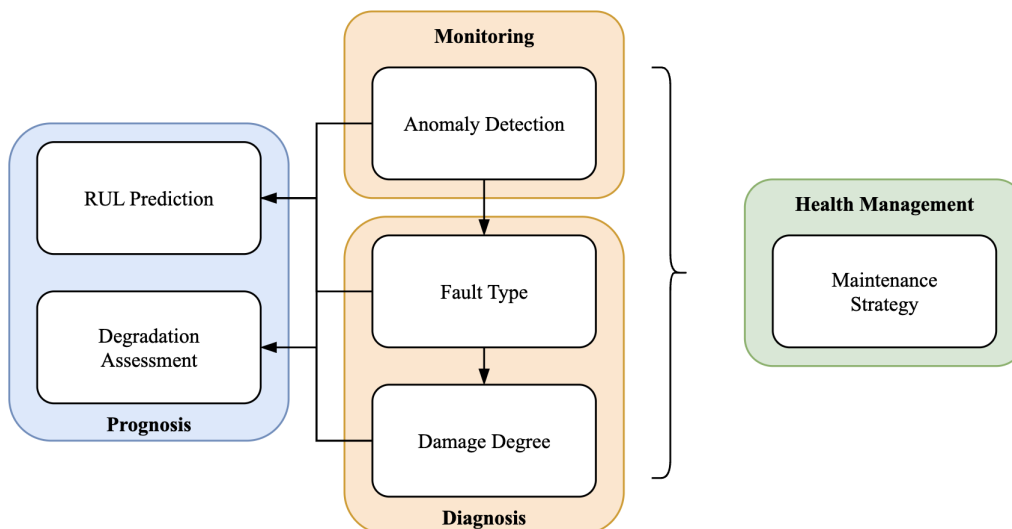 Monitoring
Anomaly Detection
RUL Prediction
Degradation
Assessment
Prognosis
Fault Type
Damage Degree
Diagnosis
Health Management
Maintenance
Strategy